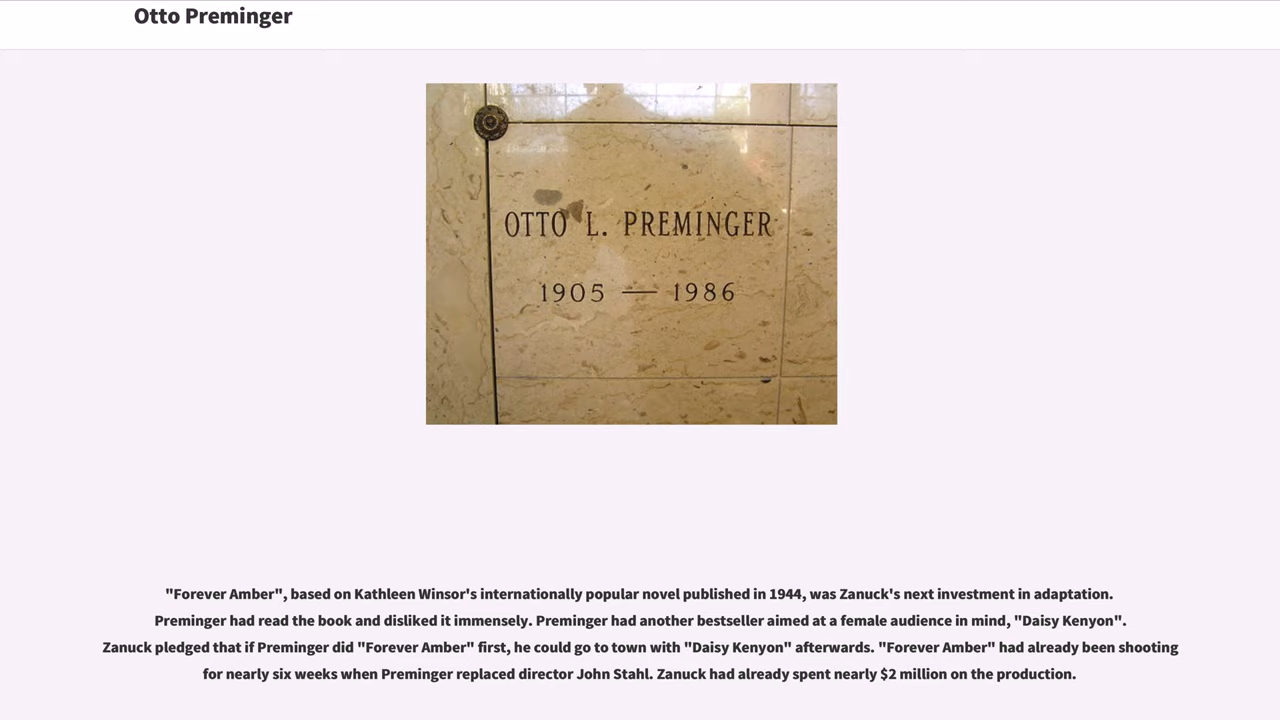 Otto Preminger
OTTO L. PREMINGER
1905 — 1986
"Forever Amber", based on Kathleen Winsor's internationally popular novel published in 1944, was Zanuck's next investment in adaptation.
Preminger had read the book and disliked it immensely. Preminger had another bestseller aimed at a female audience in mind, "Daisy Kenyon".
Zanuck pledged that if Preminger did "Forever Amber" first, he could go to town with "Daisy Kenyon" afterwards. "Forever Amber" had already been shooting
for nearly six weeks when Preminger replaced director John Stahl. Zanuck had already spent nearly $2 million on the production.